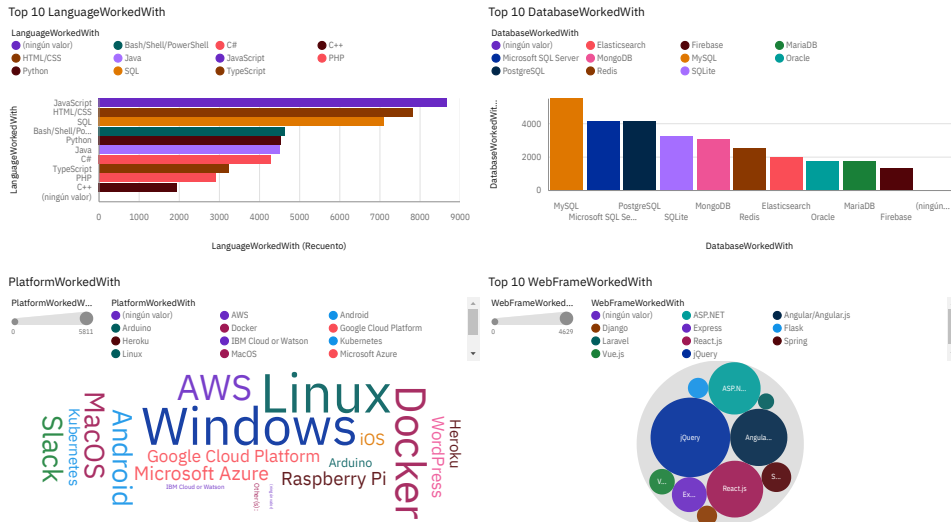 Top 10 LanguageWorkedWith
LanguageWorkedWith
(ningún valor) Bash/Shell/PowerShell C# C++
HTML/CSS Java JavaScript PHP
Python SQL TypeScript
LanguageWorkedWith
JavaScript
HTML/CSS
SQL
Bash/Shell/Po...
Python
Java
C#
TypeScript
PHP
C++
(ningún valor)
0 1000 2000 3000 4000 5000 6000 7000 8000 9000
LanguageWorkedWith (Recuento)
Top 10 DatabaseWorkedWith
DatabaseWorkedWith
(ningún valor) Elasticsearch Firebase MariaDB
Microsoft SQL Server MongoDB MySQL Oracle
PostgreSQL Redis SQLite
DatabaseWorkedWit...
4000
2000
0
MySQL PostgreSQL MongoDB Elasticsearch MariaDB (ningún...
Microsoft SQL Se... SQLite Redis Oracle Firebase
DatabaseWorkedWith
PlatformWorkedWith
PlatformWorkedW...
0 5811
PlatformWorkedWith
(ningún valor) AWS Android
Arduino Docker Google Cloud Platform
Heroku IBM Cloud or Watson Kubernetes
Linux MacOS Microsoft Azure
AWS
Linux
Windows
iOS
Google Cloud Platform
Microsoft Azure
Arduino
Raspberry Pi
IBM Cloud or Watson
Slack
Kubernetes
MacOS
Android
Docker
WordPress
Heroku
Top 10 WebFrameWorkedWith
WebFrameWorked...
0 4629
WebFrameWorkedWith
(ningún valor) ASP.NET Angular/Angular.js
Django Express Flask
Laravel React.js Spring
Vue.js jQuery
ASP.N...
jQuery
Angula...
V...
Ex...
React.js
S...